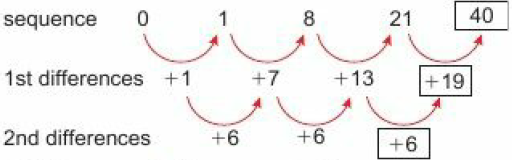 sequence 0 1 8 21 40
1st differences +1 +7 +13 +19
2nd differences +6 +6 +6